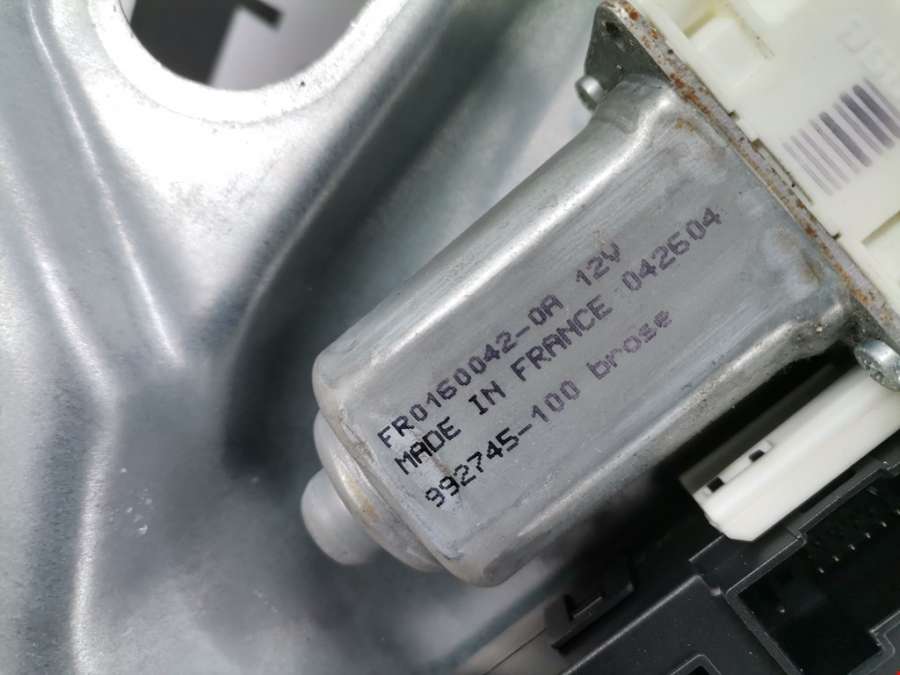 FR0160042-0A 12V
MADE IN FRANCE 042604
992745-100 brose